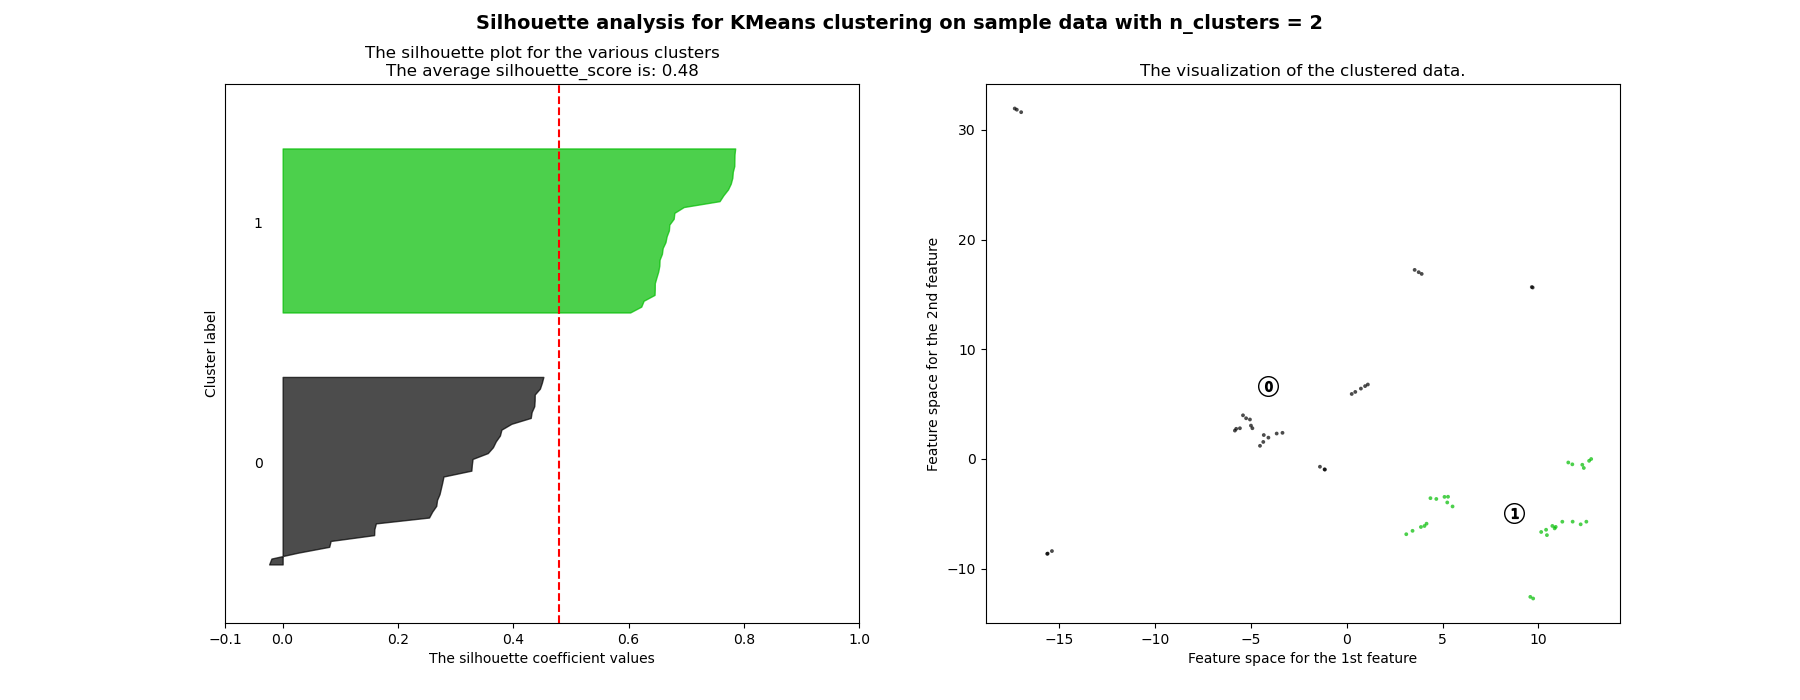 Silhouette analysis for KMeans clustering on sample data with n_clusters = 2
The silhouette plot for the various clusters
The average silhouette_score is: 0.48
1
0
Cluster label
−0.1 0.0 0.2 0.4 0.6 0.8 1.0
The silhouette coefficient values
The visualization of the clustered data.
30
20
10
0
−10
Feature space for the 2nd feature
0
1
−15 −10 −5 0 5 10
Feature space for the 1st feature